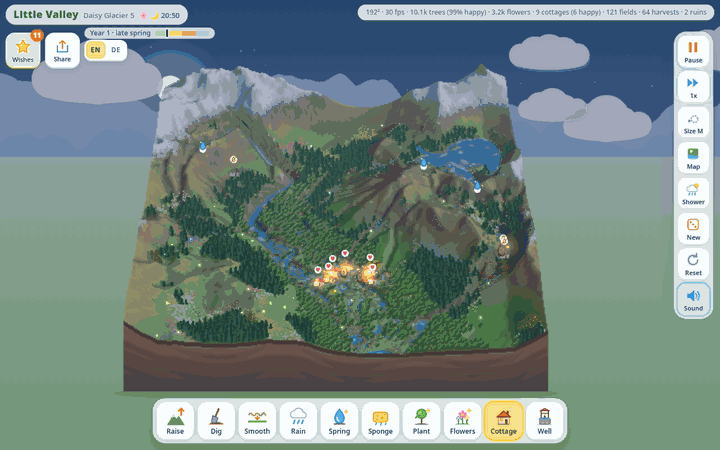 Little Valley Daisy Glacier 5 20:50
192² · 30 fps · 10.1k trees (99% happy) · 3.2k flowers · 9 cottages (6 happy) · 121 fields · 64 harvests · 2 ruins
Year 1 · late spring
11
Wishes
Share
EN DE
Pause
1x
Size M
Map
Shower
New
Reset
Sound
Raise Dig Smooth Rain Spring Sponge Plant Flowers Cottage Well